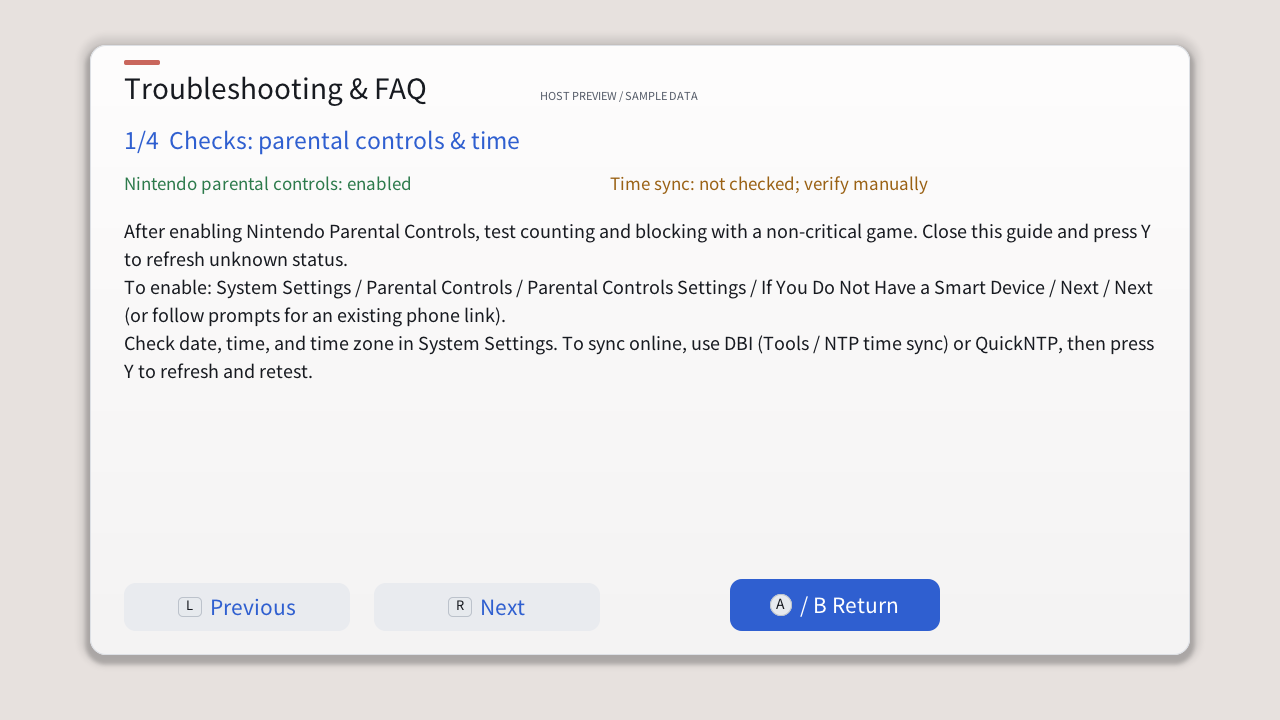 Troubleshooting & FAQ
HOST PREVIEW / SAMPLE DATA
1/4  Checks: parental controls & time
Nintendo parental controls: enabled
Time sync: not checked; verify manually
After enabling Nintendo Parental Controls, test counting and blocking with a non-critical game. Close this guide and press Y
to refresh unknown status.
To enable: System Settings / Parental Controls / Parental Controls Settings / If You Do Not Have a Smart Device / Next / Next
(or follow prompts for an existing phone link).
Check date, time, and time zone in System Settings. To sync online, use DBI (Tools / NTP time sync) or QuickNTP, then press
Y to refresh and retest.
L Previous
R Next
A / B Return